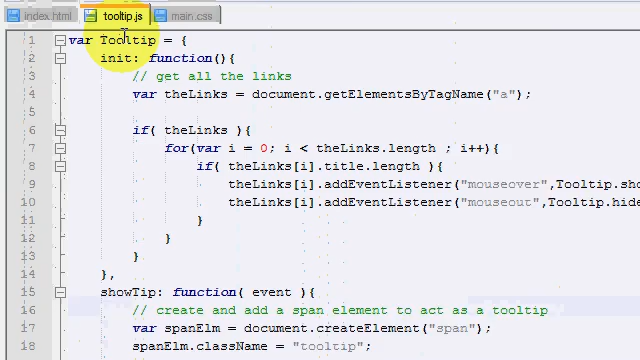 index.html tooltip.js main.css
1 var Tooltip = {
2 init: function(){
3 // get all the links
4 var theLinks = document.getElementsByTagName("a");
5
6 if( theLinks ){
7 for(var i = 0; i < theLinks.length ; i++){
8 if( theLinks[i].title.length ){
9 theLinks[i].addEventListener("mouseover",Tooltip.sho
10 theLinks[i].addEventListener("mouseout",Tooltip.hide
11 }
12 }
13 }
14 },
15 showTip: function( event ){
16 // create and add a span element to act as a tooltip
17 var spanElm = document.createElement("span");
18 spanElm.className = "tooltip";